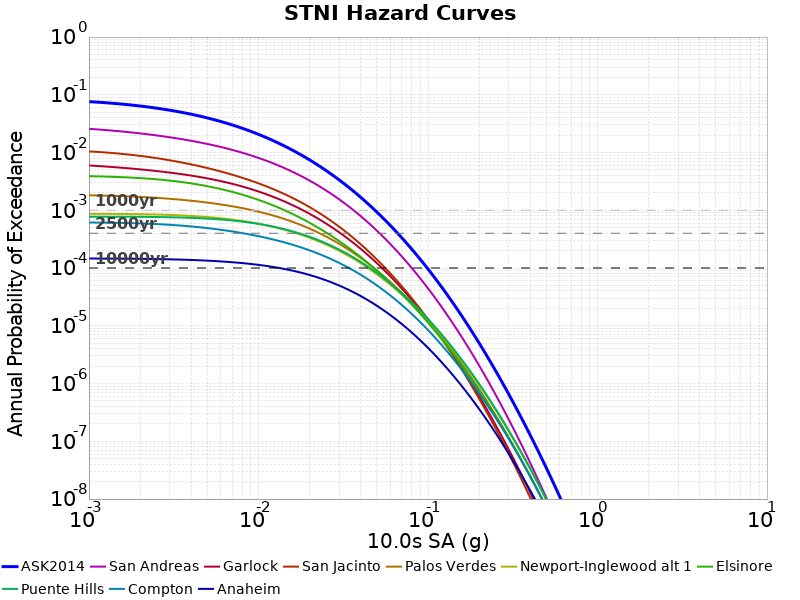 STNI Hazard Curves
Annual Probability of Exceedance
10^0
10^-1
10^-2
10^-3
10^-4
10^-5
10^-6
10^-7
10^-8
1000yr
2500yr
10000yr
10^-3 10^-2 10^-1 10^0 10^1
10.0s SA (g)
ASK2014 San Andreas Garlock San Jacinto Palos Verdes Newport-Inglewood alt 1 Elsinore
Puente Hills Compton Anaheim